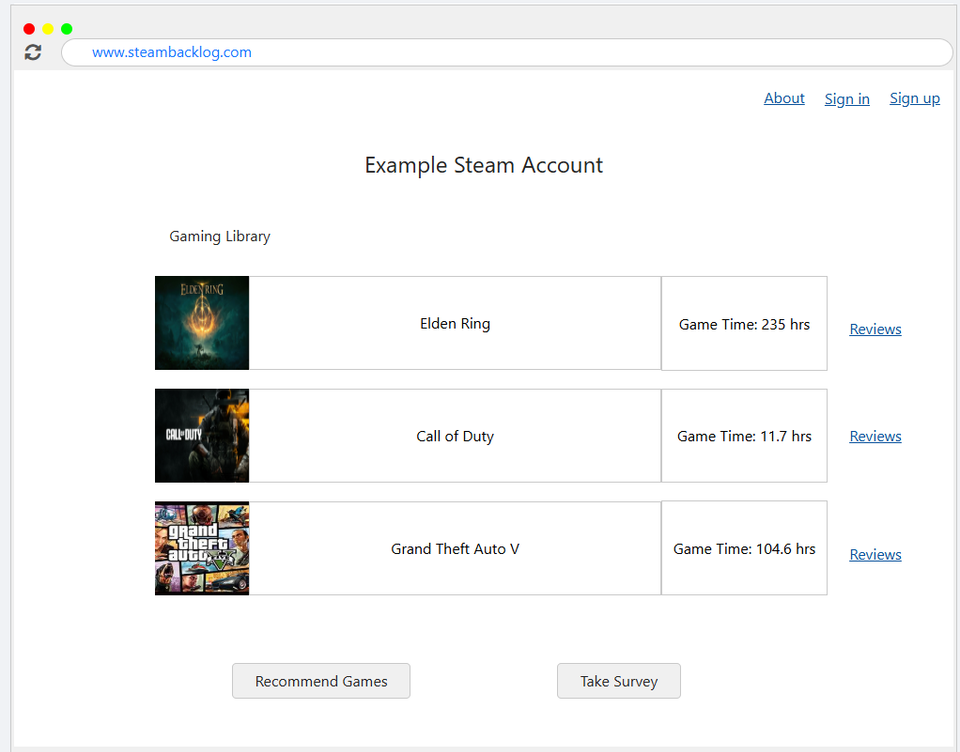 www.steambacklog.com
About Sign in Sign up
Example Steam Account
Gaming Library
ELDEN RING
Elden Ring
Game Time: 235 hrs
Reviews
CALL OF DUTY
Call of Duty
Game Time: 11.7 hrs
Reviews
grand
theft
auto
V
Grand Theft Auto V
Game Time: 104.6 hrs
Reviews
Recommend Games
Take Survey